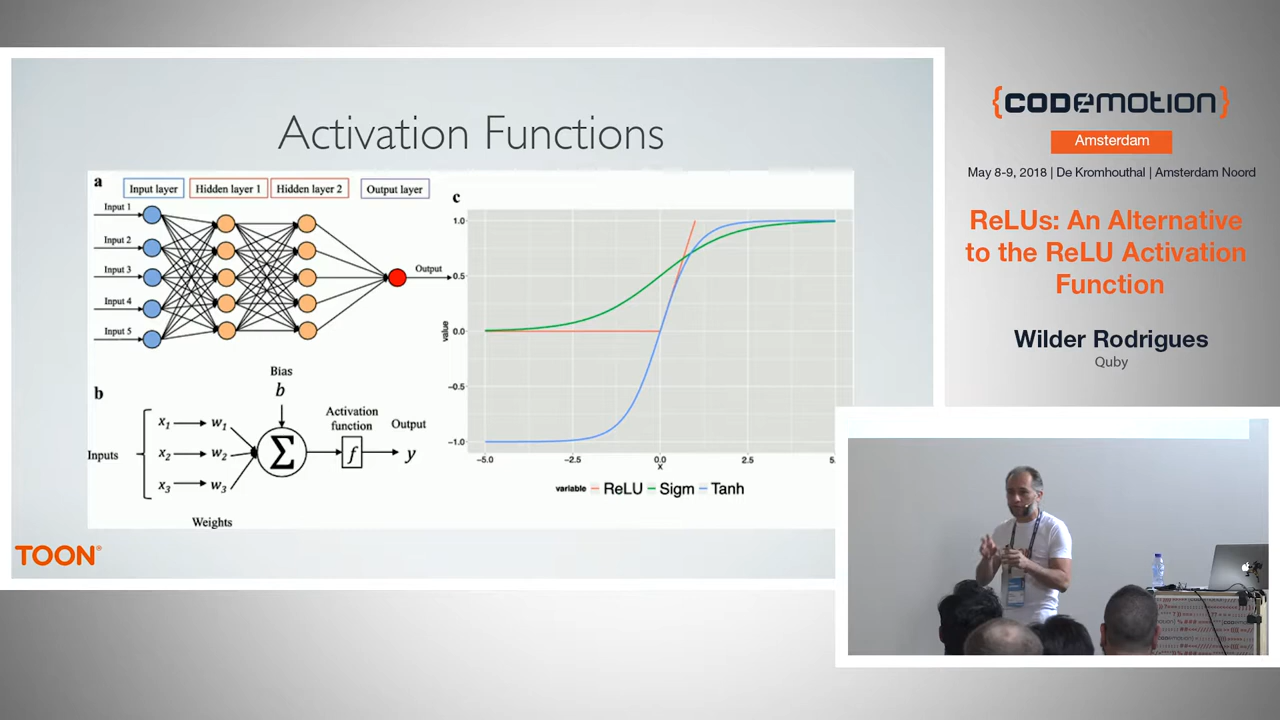 Activation Functions
a
Input layer
Hidden layer 1
Hidden layer 2
Output layer
Input 1
Input 2
Input 3
Input 4
Input 5
Output
b
Bias
b
Inputs
x1
x2
x3
w1
w2
w3
Weights
Σ
Activation
function
f
Output
y
c
1.0
0.5
0.0
-0.5
-1.0
value
-5.0
-2.5
0.0
2.5
5.
x
variable ReLU Sigm Tanh
TOON®
{CODEMOTION}
Amsterdam
May 8-9, 2018 | De Kromhouthal | Amsterdam Noord
ReLUs: An Alternative
to the ReLU Activation
Function
Wilder Rodrigues
Quby